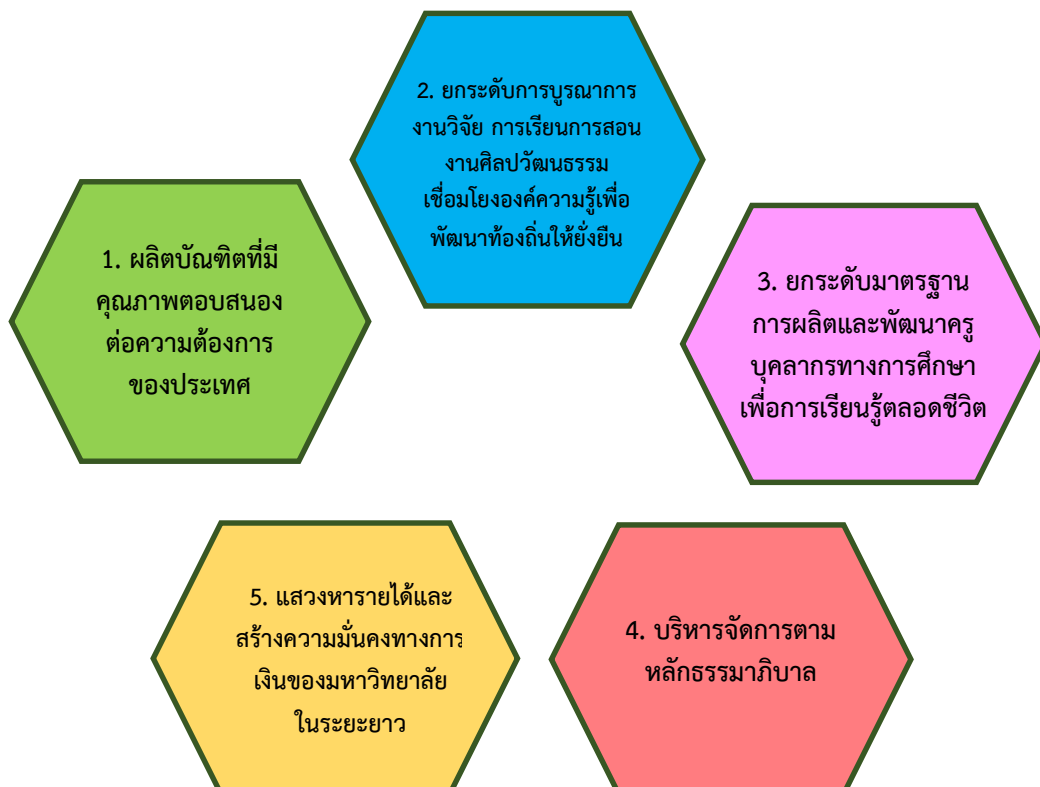 1. ผลิตบัณฑิตที่มี
คุณภาพตอบสนอง
ต่อความต้องการ
ของประเทศ
2. ยกระดับการบูรณาการ
งานวิจัย การเรียนการสอน
งานศิลปวัฒนธรรม
เชื่อมโยงองค์ความรู้เพื่อ
พัฒนาท้องถิ่นให้ยั่งยืน
3. ยกระดับมาตรฐาน
การผลิตและพัฒนาครู
บุคลากรทางการศึกษา
เพื่อการเรียนรู้ตลอดชีวิต
4. บริหารจัดการตาม
หลักธรรมาภิบาล
5. แสวงหารายได้และ
สร้างความมั่นคงทางการ
เงินของมหาวิทยาลัย
ในระยะยาว